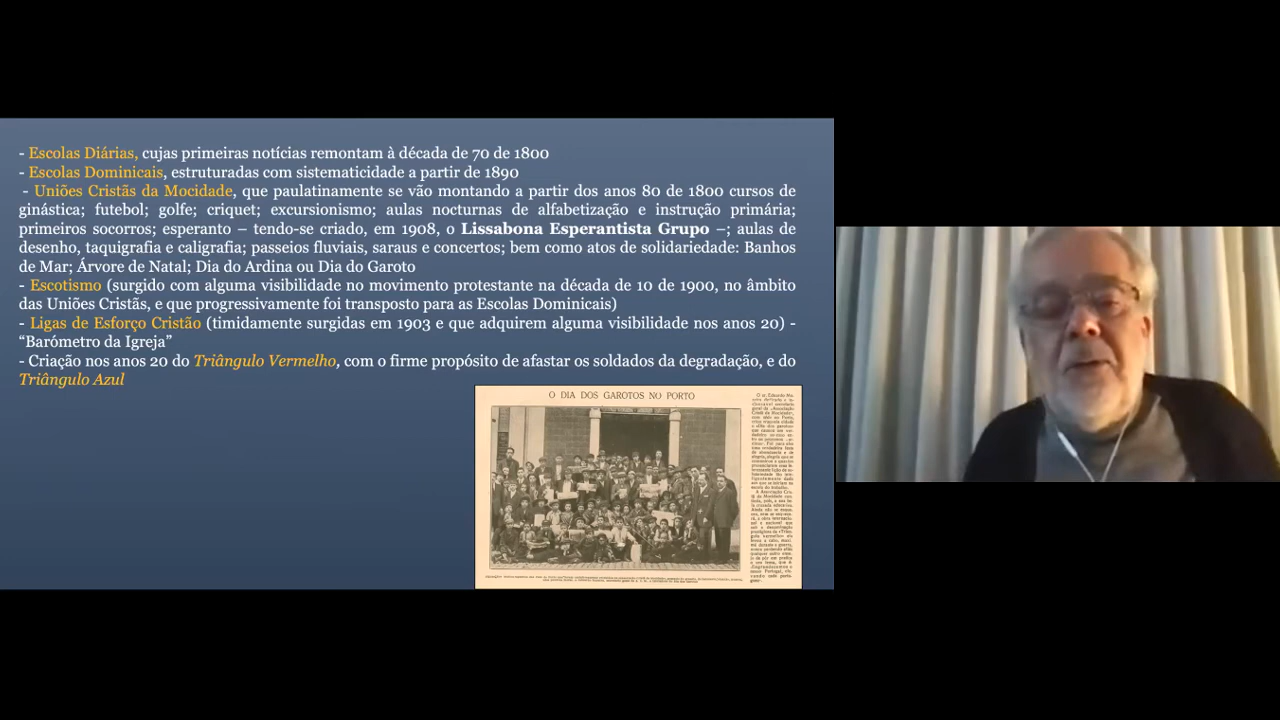 - Escolas Diárias, cujas primeiras notícias remontam à década de 70 de 1800
- Escolas Dominicais, estruturadas com sistematicidade a partir de 1890
- Uniões Cristãs da Mocidade, que paulatinamente se vão montando a partir dos anos 80 de 1800 cursos de
ginástica; futebol; golfe; criquet; excursionismo; aulas nocturnas de alfabetização e instrução primária;
primeiros socorros; esperanto – tendo-se criado, em 1908, o Lissabona Esperantista Grupo –; aulas de
desenho, taquigrafia e caligrafia; passeios fluviais, saraus e concertos; bem como atos de solidariedade: Banhos
de Mar; Árvore de Natal; Dia do Ardina ou Dia do Garoto
- Escotismo (surgido com alguma visibilidade no movimento protestante na década de 10 de 1900, no âmbito
das Uniões Cristãs, e que progressivamente foi transposto para as Escolas Dominicais)
- Ligas de Esforço Cristão (timidamente surgidas em 1903 e que adquirem alguma visibilidade nos anos 20) -
“Barómetro da Igreja”
- Criação nos anos 20 do Triângulo Vermelho, com o firme propósito de afastar os soldados da degradação, e do
Triângulo Azul
O DIA DOS GAROTOS NO PORTO